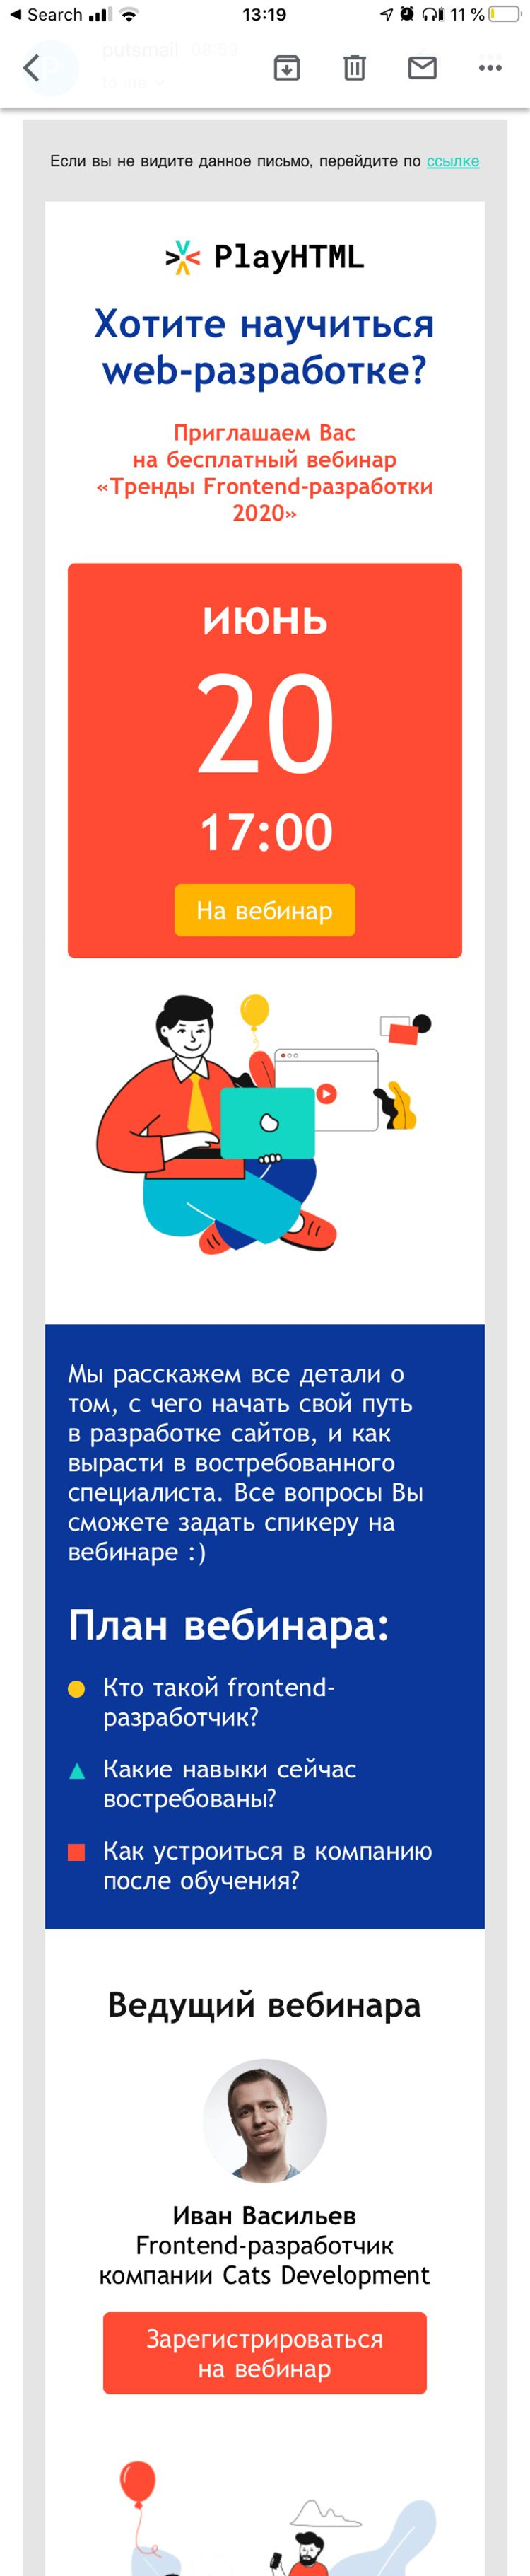 Search 13:19 11 %
putsmail 08:59
to me
Если вы не видите данное письмо, перейдите по ссылке
PlayHTML
Хотите научиться
web-разработке?
Приглашаем Вас
на бесплатный вебинар
«Тренды Frontend-разработки
2020»
ИЮНЬ
20
17:00
На вебинар
Мы расскажем все детали о
том, с чего начать свой путь
в разработке сайтов, и как
вырасти в востребованного
специалиста. Все вопросы Вы
сможете задать спикеру на
вебинаре :)
План вебинара:
Кто такой frontend-
разработчик?
Какие навыки сейчас
востребованы?
Как устроиться в компанию
после обучения?
Ведущий вебинара
Иван Васильев
Frontend-разработчик
компании Cats Development
Зарегистрироваться
на вебинар